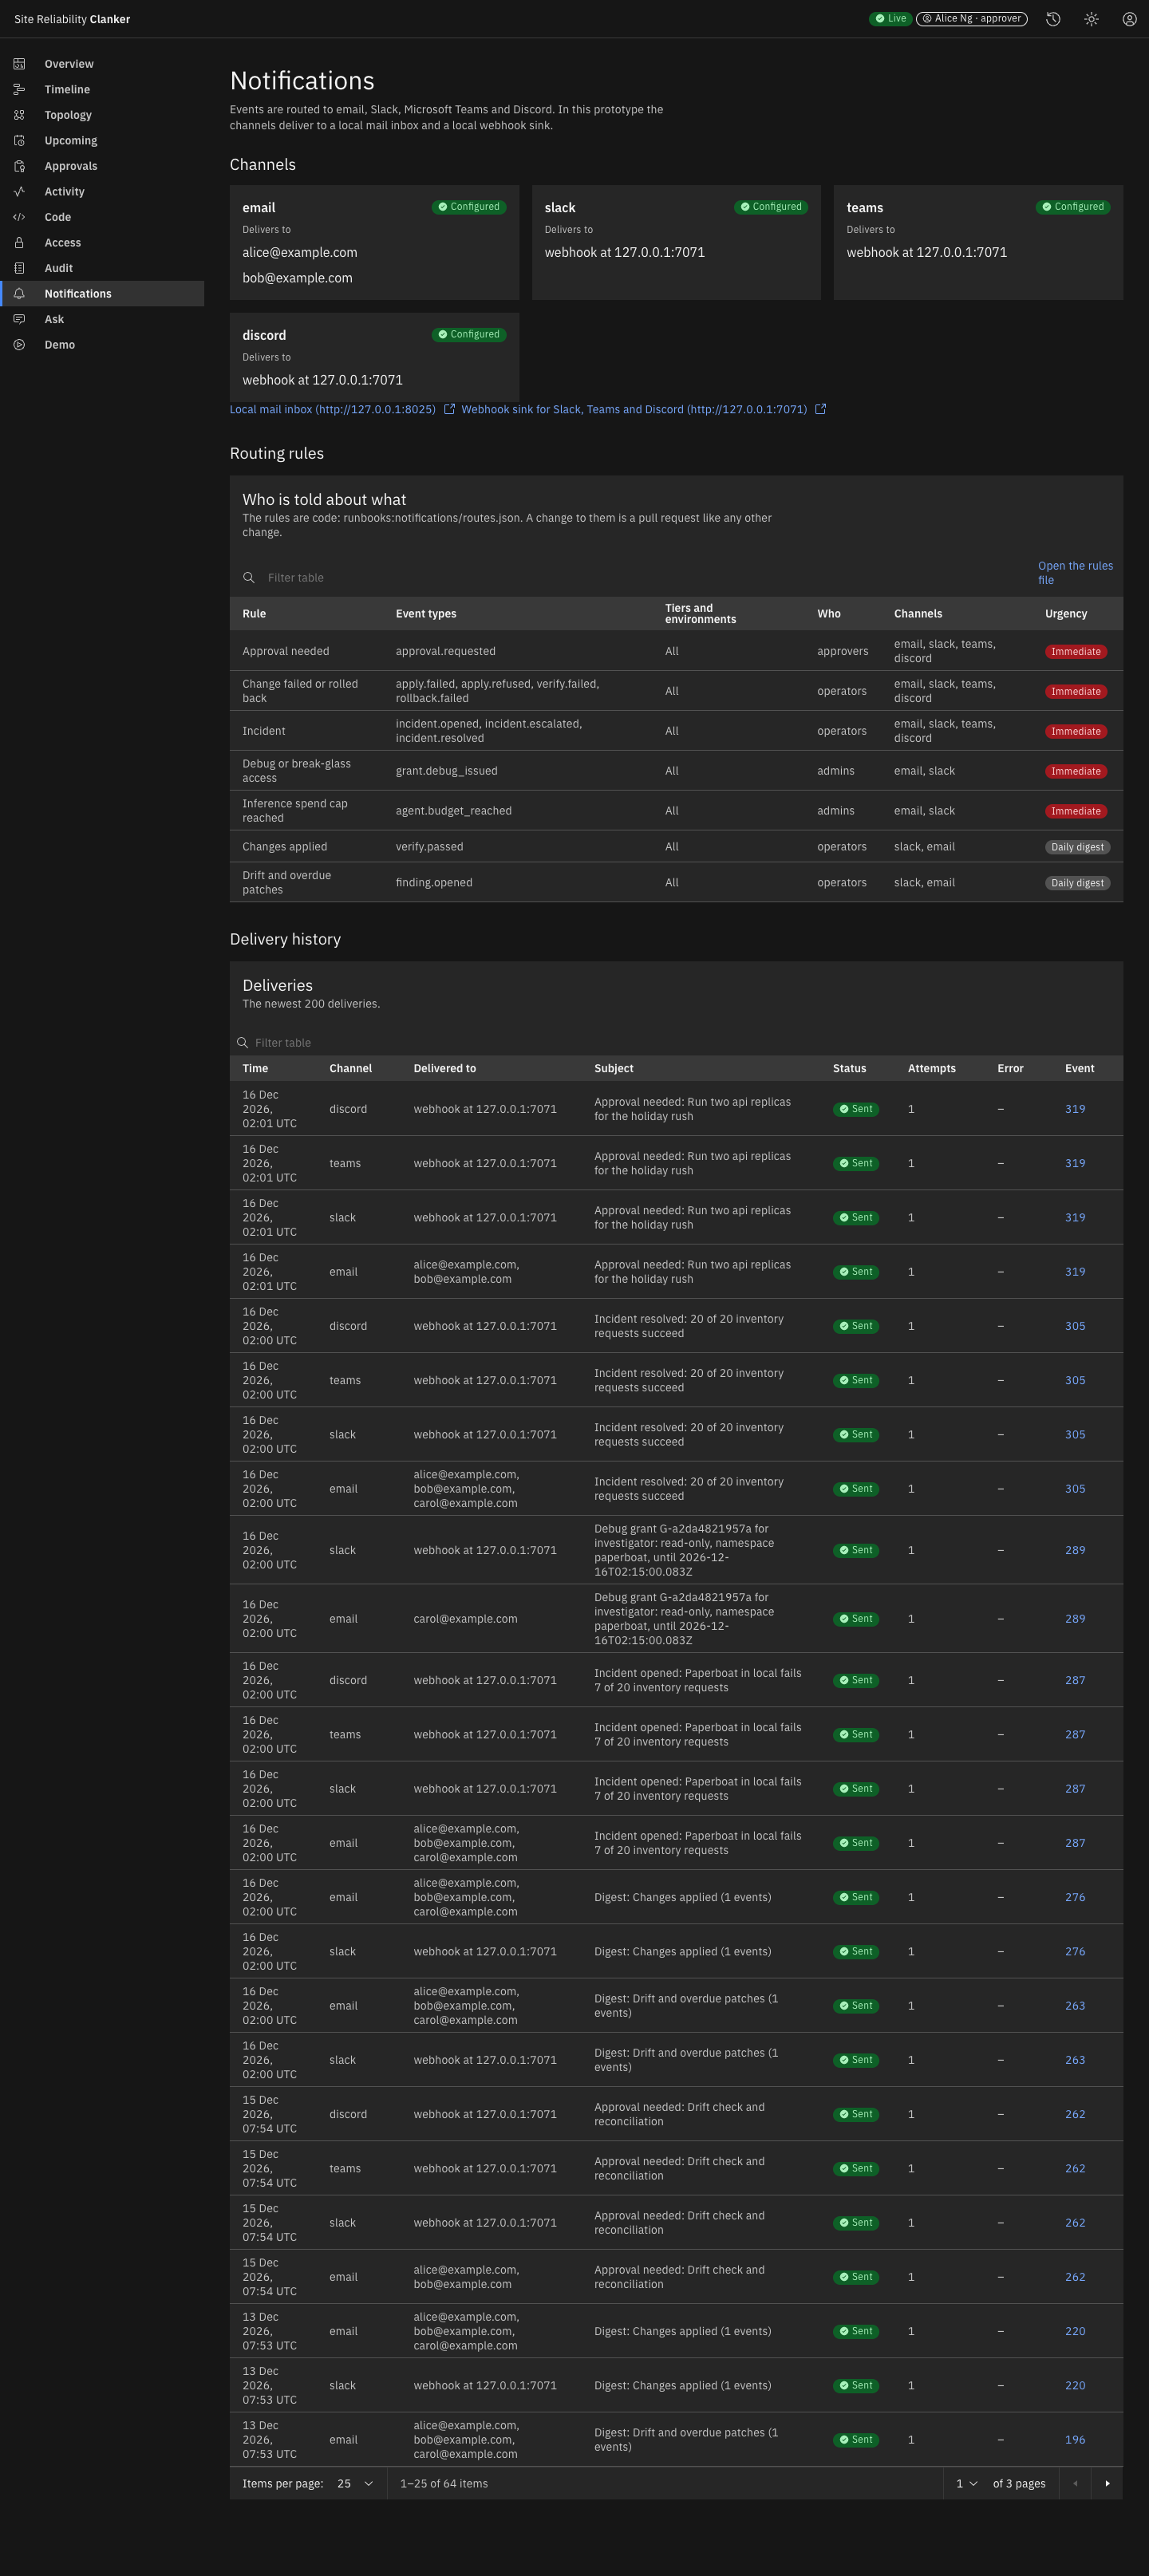 Site Reliability Clanker
Live
Alice Ng · approver
Overview
Timeline
Topology
Upcoming
Approvals
Activity
Code
Access
Audit
Notifications
Ask
Demo
Notifications
Events are routed to email, Slack, Microsoft Teams and Discord. In this prototype the
channels deliver to a local mail inbox and a local webhook sink.
Channels
email Configured
Delivers to
alice@example.com
bob@example.com
slack Configured
Delivers to
webhook at 127.0.0.1:7071
teams Configured
Delivers to
webhook at 127.0.0.1:7071
discord Configured
Delivers to
webhook at 127.0.0.1:7071
Local mail inbox (http://127.0.0.1:8025) Webhook sink for Slack, Teams and Discord (http://127.0.0.1:7071)
Routing rules
Who is told about what
The rules are code: runbooks:notifications/routes.json. A change to them is a pull request like any other
change.
Filter table
Open the rules
file
Rule Event types Tiers and environments Who Channels Urgency
Approval needed approval.requested All approvers email, slack, teams, discord Immediate
Change failed or rolled back apply.failed, apply.refused, verify.failed, rollback.failed All operators email, slack, teams, discord Immediate
Incident incident.opened, incident.escalated, incident.resolved All operators email, slack, teams, discord Immediate
Debug or break-glass access grant.debug_issued All admins email, slack Immediate
Inference spend cap reached agent.budget_reached All admins email, slack Immediate
Changes applied verify.passed All operators slack, email Daily digest
Drift and overdue patches finding.opened All operators slack, email Daily digest
Delivery history
Deliveries
The newest 200 deliveries.
Filter table
Time Channel Delivered to Subject Status Attempts Error Event
16 Dec 2026, 02:01 UTC discord webhook at 127.0.0.1:7071 Approval needed: Run two api replicas for the holiday rush Sent 1 – 319
16 Dec 2026, 02:01 UTC teams webhook at 127.0.0.1:7071 Approval needed: Run two api replicas for the holiday rush Sent 1 – 319
16 Dec 2026, 02:01 UTC slack webhook at 127.0.0.1:7071 Approval needed: Run two api replicas for the holiday rush Sent 1 – 319
16 Dec 2026, 02:01 UTC email alice@example.com, bob@example.com Approval needed: Run two api replicas for the holiday rush Sent 1 – 319
16 Dec 2026, 02:00 UTC discord webhook at 127.0.0.1:7071 Incident resolved: 20 of 20 inventory requests succeed Sent 1 – 305
16 Dec 2026, 02:00 UTC teams webhook at 127.0.0.1:7071 Incident resolved: 20 of 20 inventory requests succeed Sent 1 – 305
16 Dec 2026, 02:00 UTC slack webhook at 127.0.0.1:7071 Incident resolved: 20 of 20 inventory requests succeed Sent 1 – 305
16 Dec 2026, 02:00 UTC email alice@example.com, bob@example.com, carol@example.com Incident resolved: 20 of 20 inventory requests succeed Sent 1 – 305
16 Dec 2026, 02:00 UTC slack webhook at 127.0.0.1:7071 Debug grant G-a2da4821957a for investigator: read-only, namespace paperboat, until 2026-12-16T02:15:00.083Z Sent 1 – 289
16 Dec 2026, 02:00 UTC email carol@example.com Debug grant G-a2da4821957a for investigator: read-only, namespace paperboat, until 2026-12-16T02:15:00.083Z Sent 1 – 289
16 Dec 2026, 02:00 UTC discord webhook at 127.0.0.1:7071 Incident opened: Paperboat in local fails 7 of 20 inventory requests Sent 1 – 287
16 Dec 2026, 02:00 UTC teams webhook at 127.0.0.1:7071 Incident opened: Paperboat in local fails 7 of 20 inventory requests Sent 1 – 287
16 Dec 2026, 02:00 UTC slack webhook at 127.0.0.1:7071 Incident opened: Paperboat in local fails 7 of 20 inventory requests Sent 1 – 287
16 Dec 2026, 02:00 UTC email alice@example.com, bob@example.com, carol@example.com Incident opened: Paperboat in local fails 7 of 20 inventory requests Sent 1 – 287
16 Dec 2026, 02:00 UTC email alice@example.com, bob@example.com, carol@example.com Digest: Changes applied (1 events) Sent 1 – 276
16 Dec 2026, 02:00 UTC slack webhook at 127.0.0.1:7071 Digest: Changes applied (1 events) Sent 1 – 276
16 Dec 2026, 02:00 UTC email alice@example.com, bob@example.com, carol@example.com Digest: Drift and overdue patches (1 events) Sent 1 – 263
16 Dec 2026, 02:00 UTC slack webhook at 127.0.0.1:7071 Digest: Drift and overdue patches (1 events) Sent 1 – 263
15 Dec 2026, 07:54 UTC discord webhook at 127.0.0.1:7071 Approval needed: Drift check and reconciliation Sent 1 – 262
15 Dec 2026, 07:54 UTC teams webhook at 127.0.0.1:7071 Approval needed: Drift check and reconciliation Sent 1 – 262
15 Dec 2026, 07:54 UTC slack webhook at 127.0.0.1:7071 Approval needed: Drift check and reconciliation Sent 1 – 262
15 Dec 2026, 07:54 UTC email alice@example.com, bob@example.com Approval needed: Drift check and reconciliation Sent 1 – 262
13 Dec 2026, 07:53 UTC email alice@example.com, bob@example.com, carol@example.com Digest: Changes applied (1 events) Sent 1 – 220
13 Dec 2026, 07:53 UTC slack webhook at 127.0.0.1:7071 Digest: Changes applied (1 events) Sent 1 – 220
13 Dec 2026, 07:53 UTC email alice@example.com, bob@example.com, carol@example.com Digest: Drift and overdue patches (1 events) Sent 1 – 196
Items per page: 25 1–25 of 64 items 1 of 3 pages